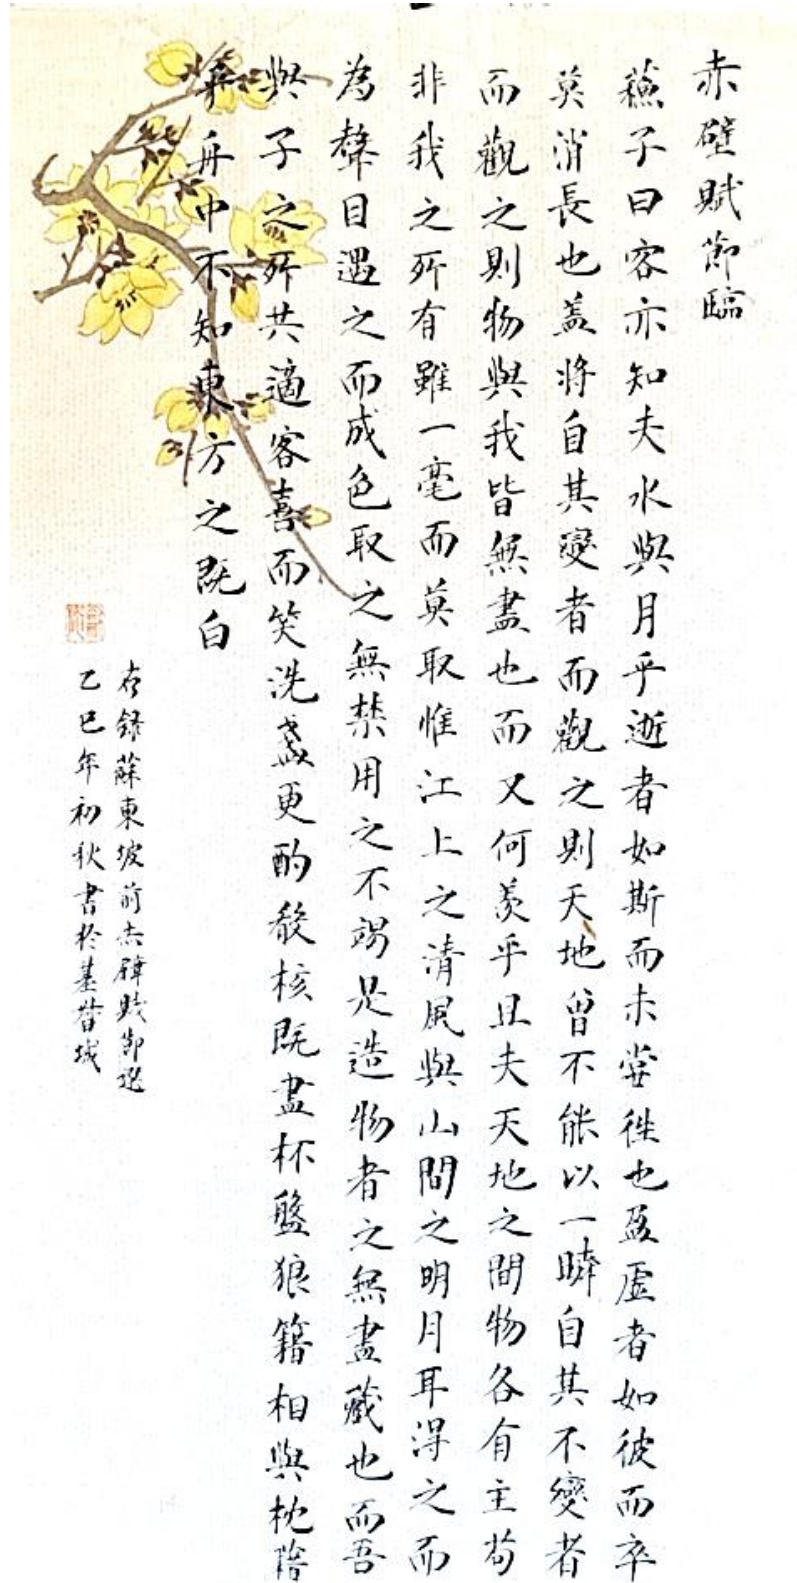 赤壁賦節臨
蘇子曰客亦知夫水與月乎逝者如斯而未嘗往也盈虛者如彼而卒
莫消長也盖將自其變者而觀之則天地曾不能以一瞬自其不變者
而觀之則物與我皆無盡也而又何羨乎且夫天地之間物各有主苟
非我之所有雖一毫而莫取惟江上之清風與山間之明月耳得之而
為聲目遇之而成色取之無禁用之不竭是造物者之無盡藏也而吾
與子之所共適客喜而笑洗盞更酌殽核既盡杯盤狼籍相與枕
乎舟中不知東方之既白
右錄蘇東坡前赤壁賦節選
乙巳年初秋書於基督城